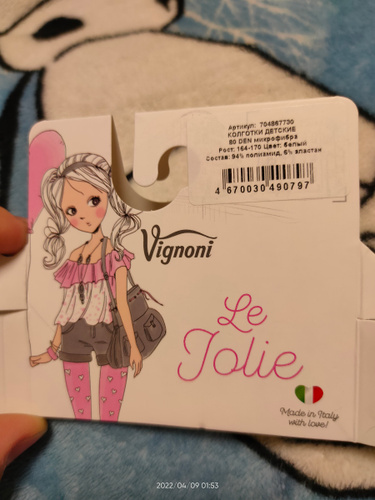 Артикул: 704887730
КОЛГОТКИ ДЕТСКИЕ
80 DEN микрофибра
Рост: 164-170 Цвет: белый
Состав: 94% полиамид, 6% эластан
4 670030 490797
Vignoni
Le
Jolie
Made in Italy
with love!
2022/04/09 01:53